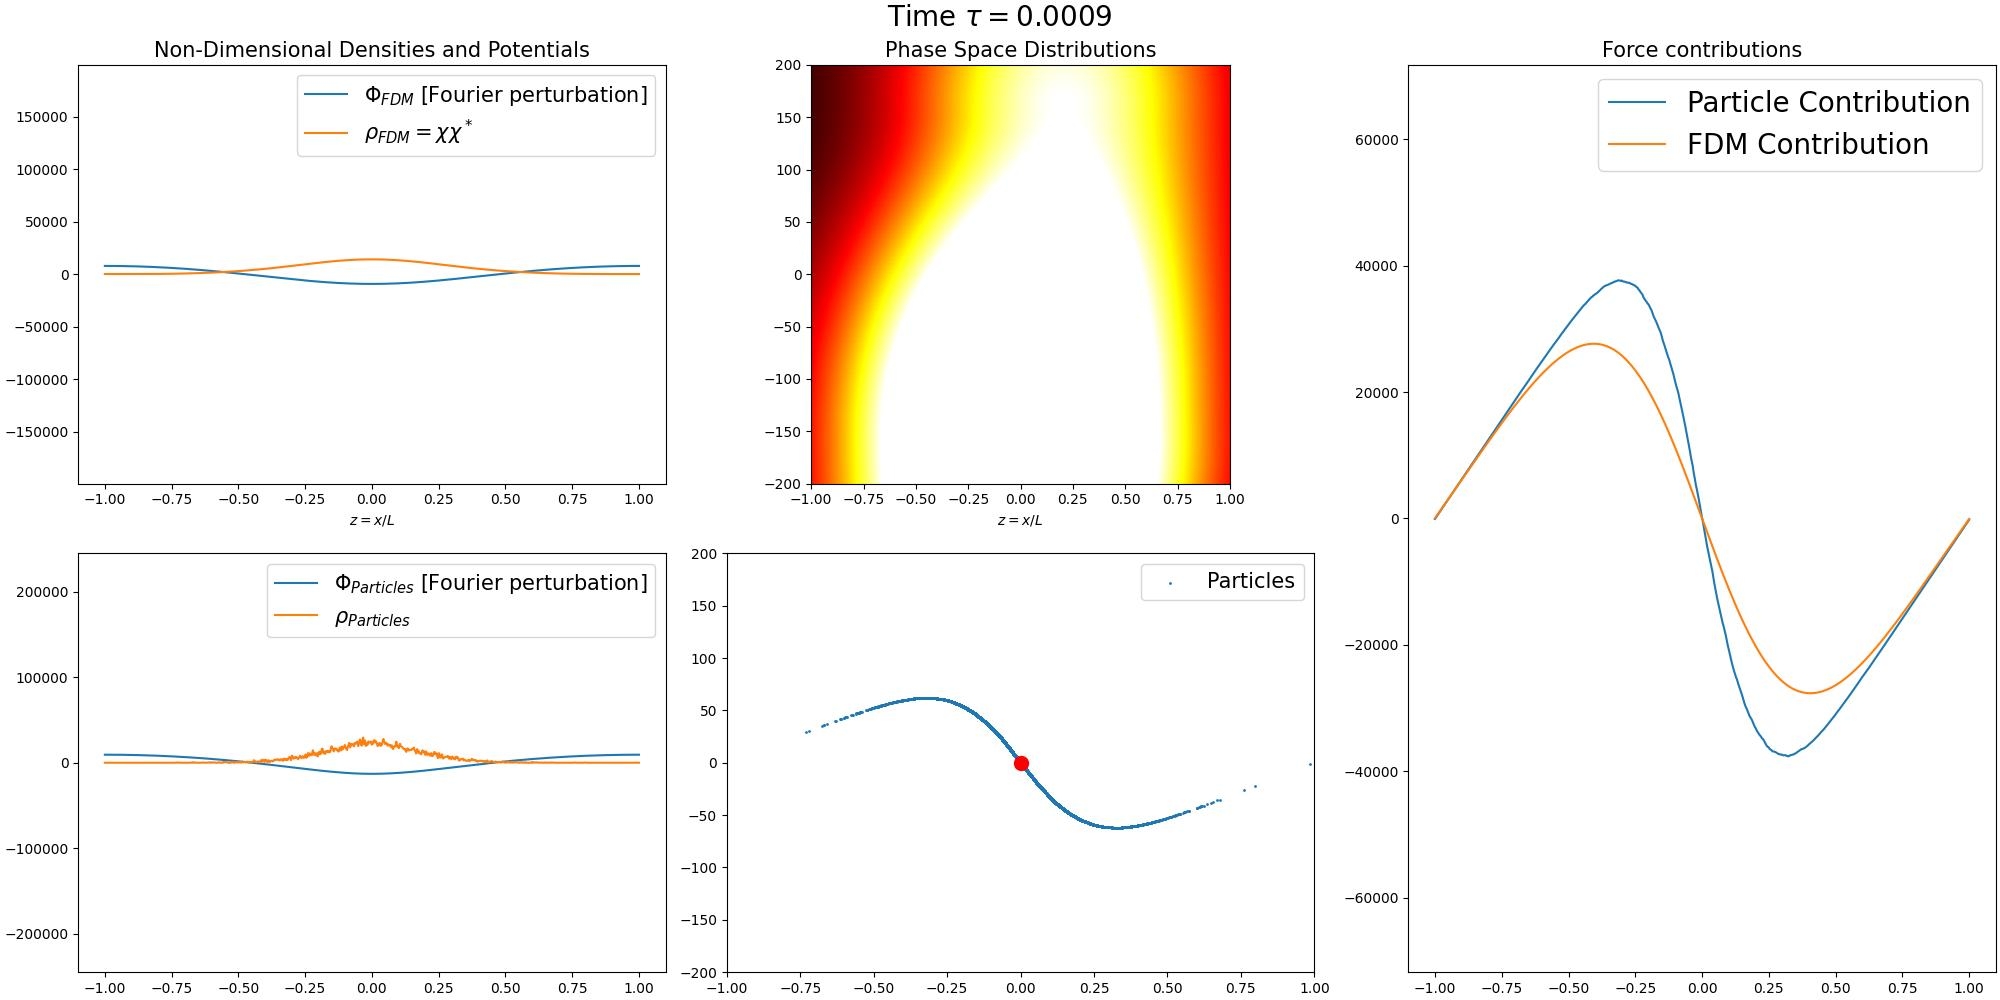 Time τ = 0.0009
Non-Dimensional Densities and Potentials
Φ_FDM [Fourier perturbation]
ρ_FDM = χχ*
150000
100000
50000
0
−50000
−100000
−150000
−1.00 −0.75 −0.50 −0.25 0.00 0.25 0.50 0.75 1.00
z = x/L
Phase Space Distributions
200
150
100
50
0
−50
−100
−150
−200
−1.00 −0.75 −0.50 −0.25 0.00 0.25 0.50 0.75 1.00
z = x/L
Force contributions
Particle Contribution
FDM Contribution
60000
40000
20000
0
−20000
−40000
−60000
−1.00 −0.75 −0.50 −0.25 0.00 0.25 0.50 0.75 1.00
Φ_Particles [Fourier perturbation]
ρ_Particles
200000
100000
0
−100000
−200000
−1.00 −0.75 −0.50 −0.25 0.00 0.25 0.50 0.75 1.00
Particles
200
150
100
50
0
−50
−100
−150
−200
−1.00 −0.75 −0.50 −0.25 0.00 0.25 0.50 0.75 1.00